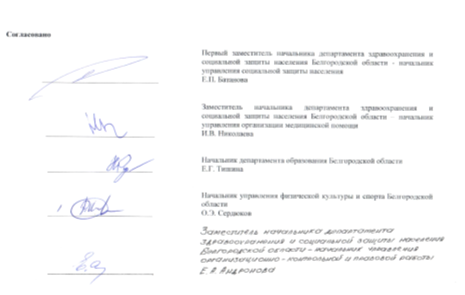 Согласовано
Первый заместитель начальника департамента здравоохранения и
социальной защиты населения Белгородской области - начальник
управления социальной защиты населения
Е.П. Батанова
Заместитель начальника департамента здравоохранения и
социальной защиты населения Белгородской области – начальник
управления организации медицинской помощи
И.В. Николаева
Начальник департамента образования Белгородской области
Е.Г. Тишина
Начальник управления физической культуры и спорта Белгородской
области
О.Э. Сердюков
Заместитель начальника департамента
здравоохранения и социальной защиты населения
Белгородской области - начальник управления
организационно-контрольной и плановой работы
Е.А. Андронова